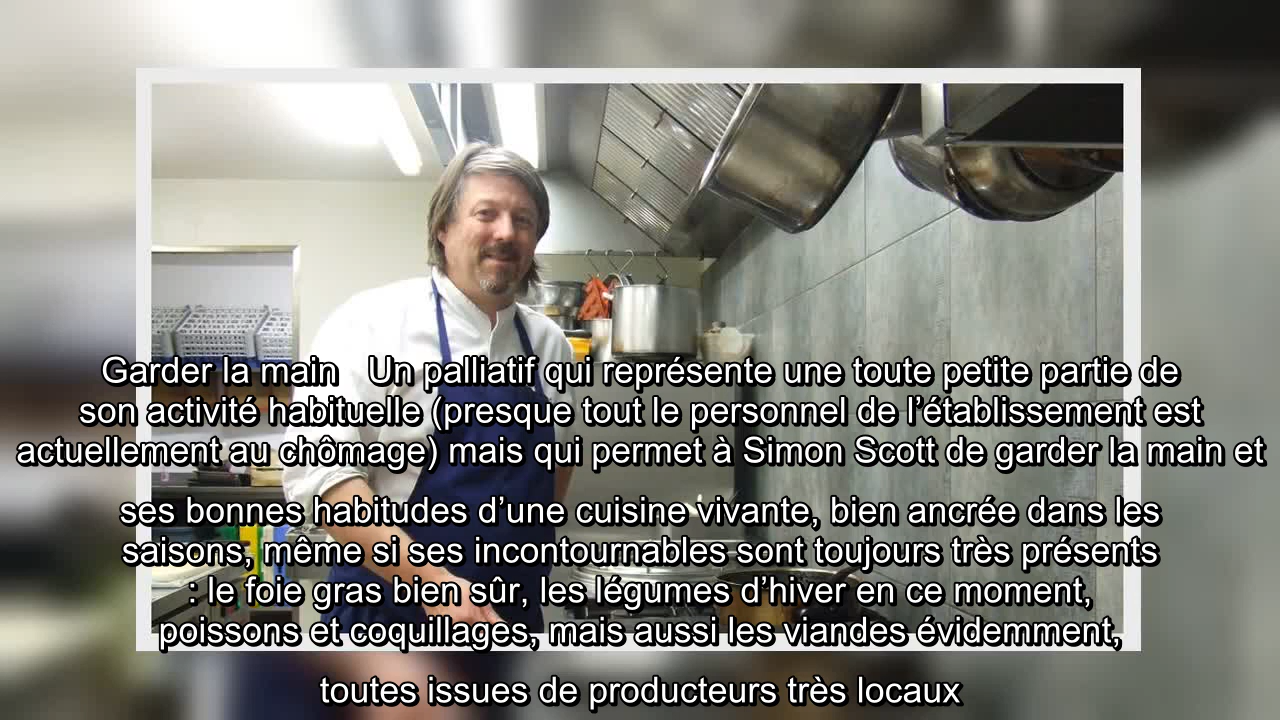 Garder la main   Un palliatif qui représente une toute petite partie de
son activité habituelle (presque tout le personnel de l’établissement est
actuellement au chômage) mais qui permet à Simon Scott de garder la main et
ses bonnes habitudes d’une cuisine vivante, bien ancrée dans les
saisons, même si ses incontournables sont toujours très présents
: le foie gras bien sûr, les légumes d’hiver en ce moment,
poissons et coquillages, mais aussi les viandes évidemment,
toutes issues de producteurs très locaux